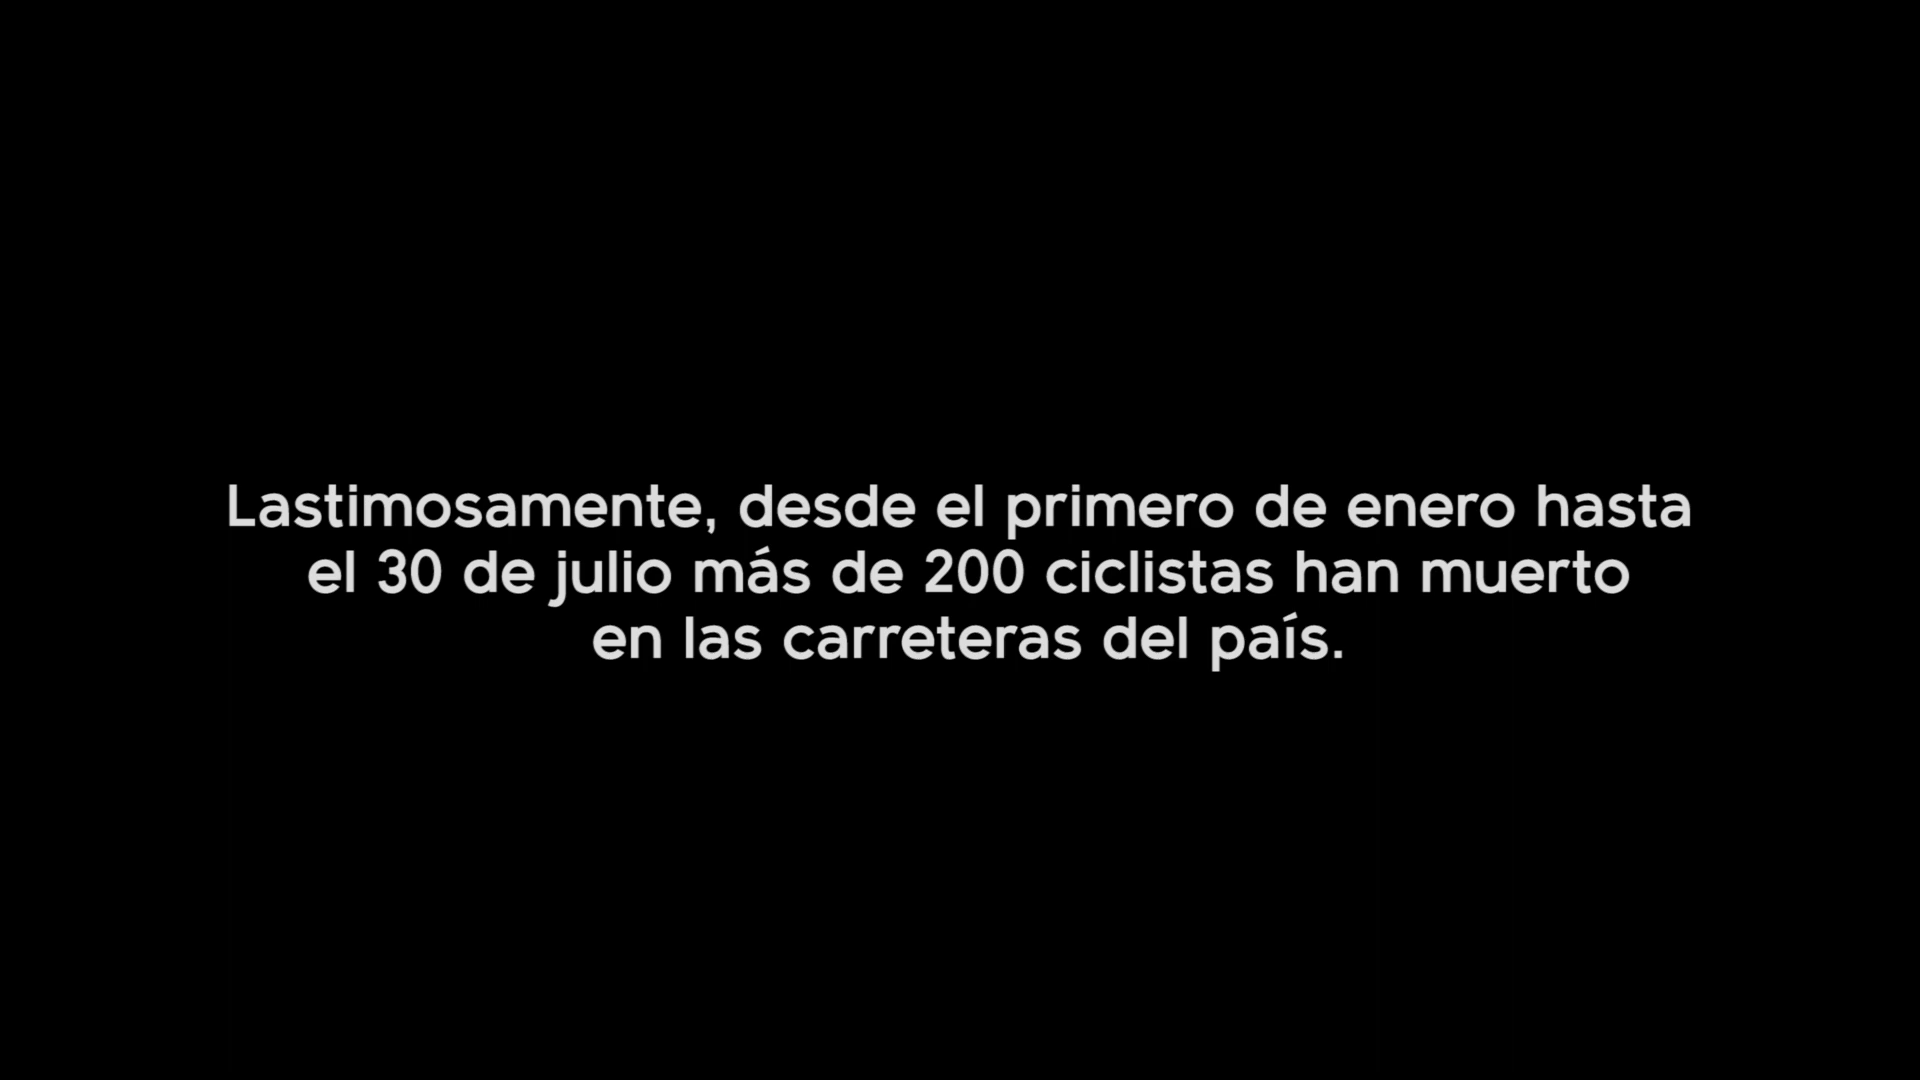 Lastimosamente, desde el primero de enero hasta
el 30 de julio más de 200 ciclistas han muerto
en las carreteras del país.